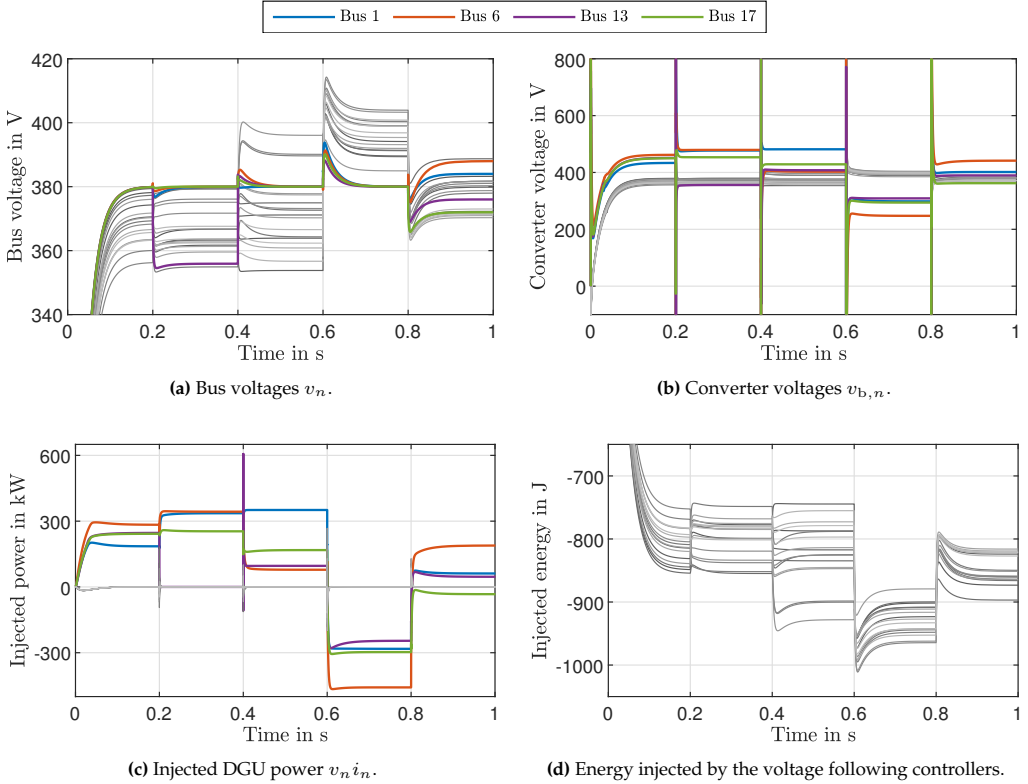 Bus 1 Bus 6 Bus 13 Bus 17
Bus voltage in V
420
400
380
360
340
0 0.2 0.4 0.6 0.8 1
Time in s
(a) Bus voltages vn.
Converter voltage in V
800
600
400
200
0
0 0.2 0.4 0.6 0.8 1
Time in s
(b) Converter voltages vb,n.
Injected power in kW
600
300
0
-300
0 0.2 0.4 0.6 0.8 1
Time in s
(c) Injected DGU power vnin.
Injected energy in J
-700
-800
-900
-1000
0 0.2 0.4 0.6 0.8 1
Time in s
(d) Energy injected by the voltage following controllers.